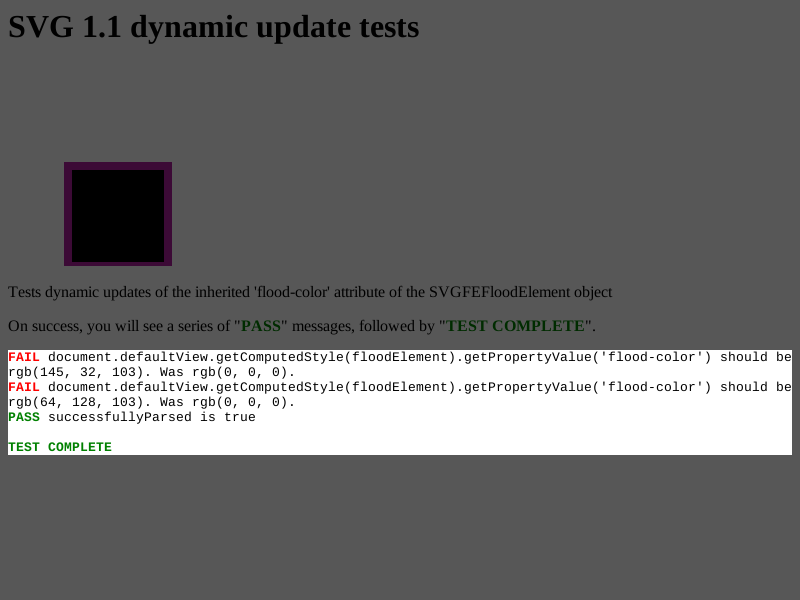 SVG 1.1 dynamic update tests
Tests dynamic updates of the inherited 'flood-color' attribute of the SVGFEFloodElement object
On success, you will see a series of "PASS" messages, followed by "TEST COMPLETE".
FAIL document.defaultView.getComputedStyle(floodElement).getPropertyValue('flood-color') should be
rgb(145, 32, 103). Was rgb(0, 0, 0).
FAIL document.defaultView.getComputedStyle(floodElement).getPropertyValue('flood-color') should be
rgb(64, 128, 103). Was rgb(0, 0, 0).
PASS successfullyParsed is true
TEST COMPLETE